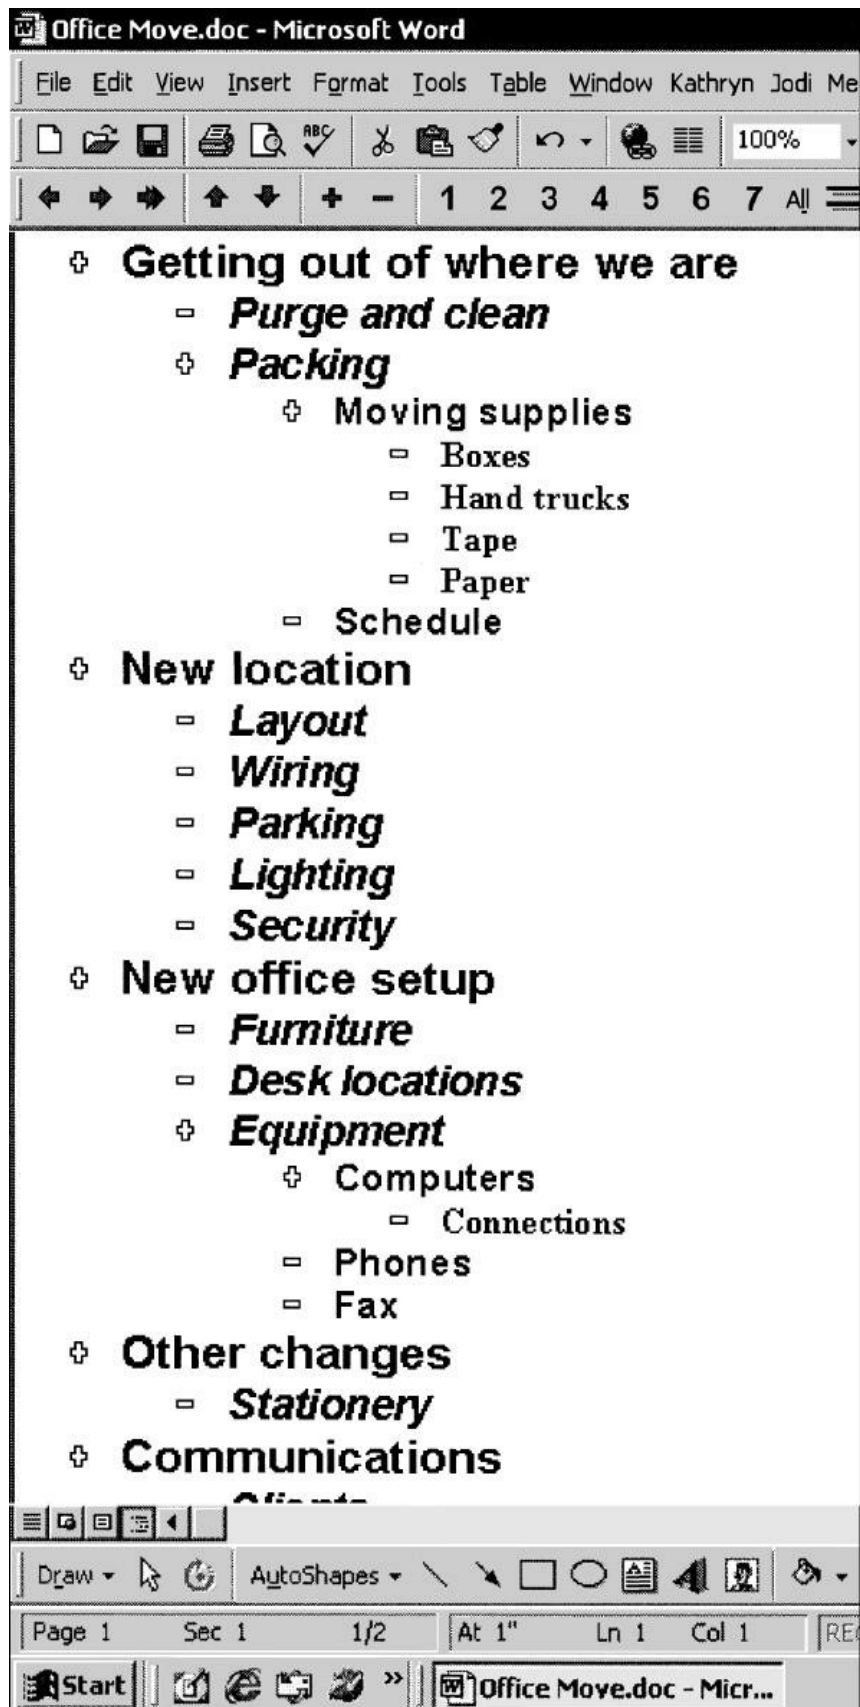 Office Move.doc - Microsoft Word
File Edit View Insert Format Tools Table Window Kathryn Jodi Me
ABC 100%
1 2 3 4 5 6 7 All
Getting out of where we are
Purge and clean
Packing
Moving supplies
Boxes
Hand trucks
Tape
Paper
Schedule
New location
Layout
Wiring
Parking
Lighting
Security
New office setup
Furniture
Desk locations
Equipment
Computers
Connections
Phones
Fax
Other changes
Stationery
Communications
Clients
Draw AutoShapes
Page 1 Sec 1 1/2 At 1" Ln 1 Col 1 REC
Start » Office Move.doc - Micr...